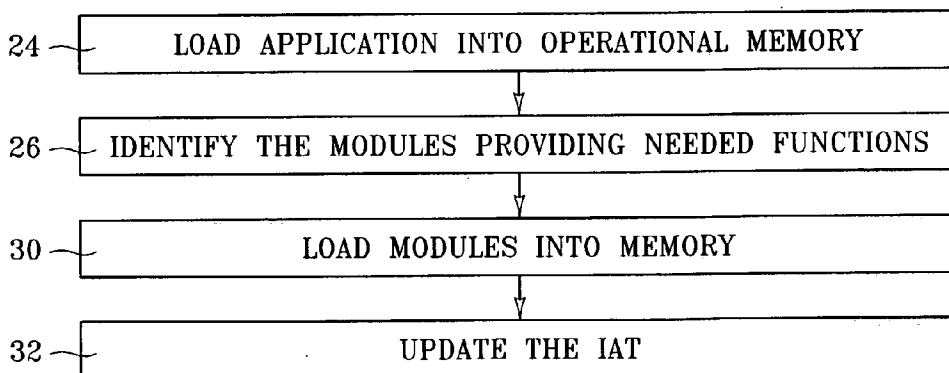 24 LOAD APPLICATION INTO OPERATIONAL MEMORY
26 IDENTIFY THE MODULES PROVIDING NEEDED FUNCTIONS
30 LOAD MODULES INTO MEMORY
32 UPDATE THE IAT